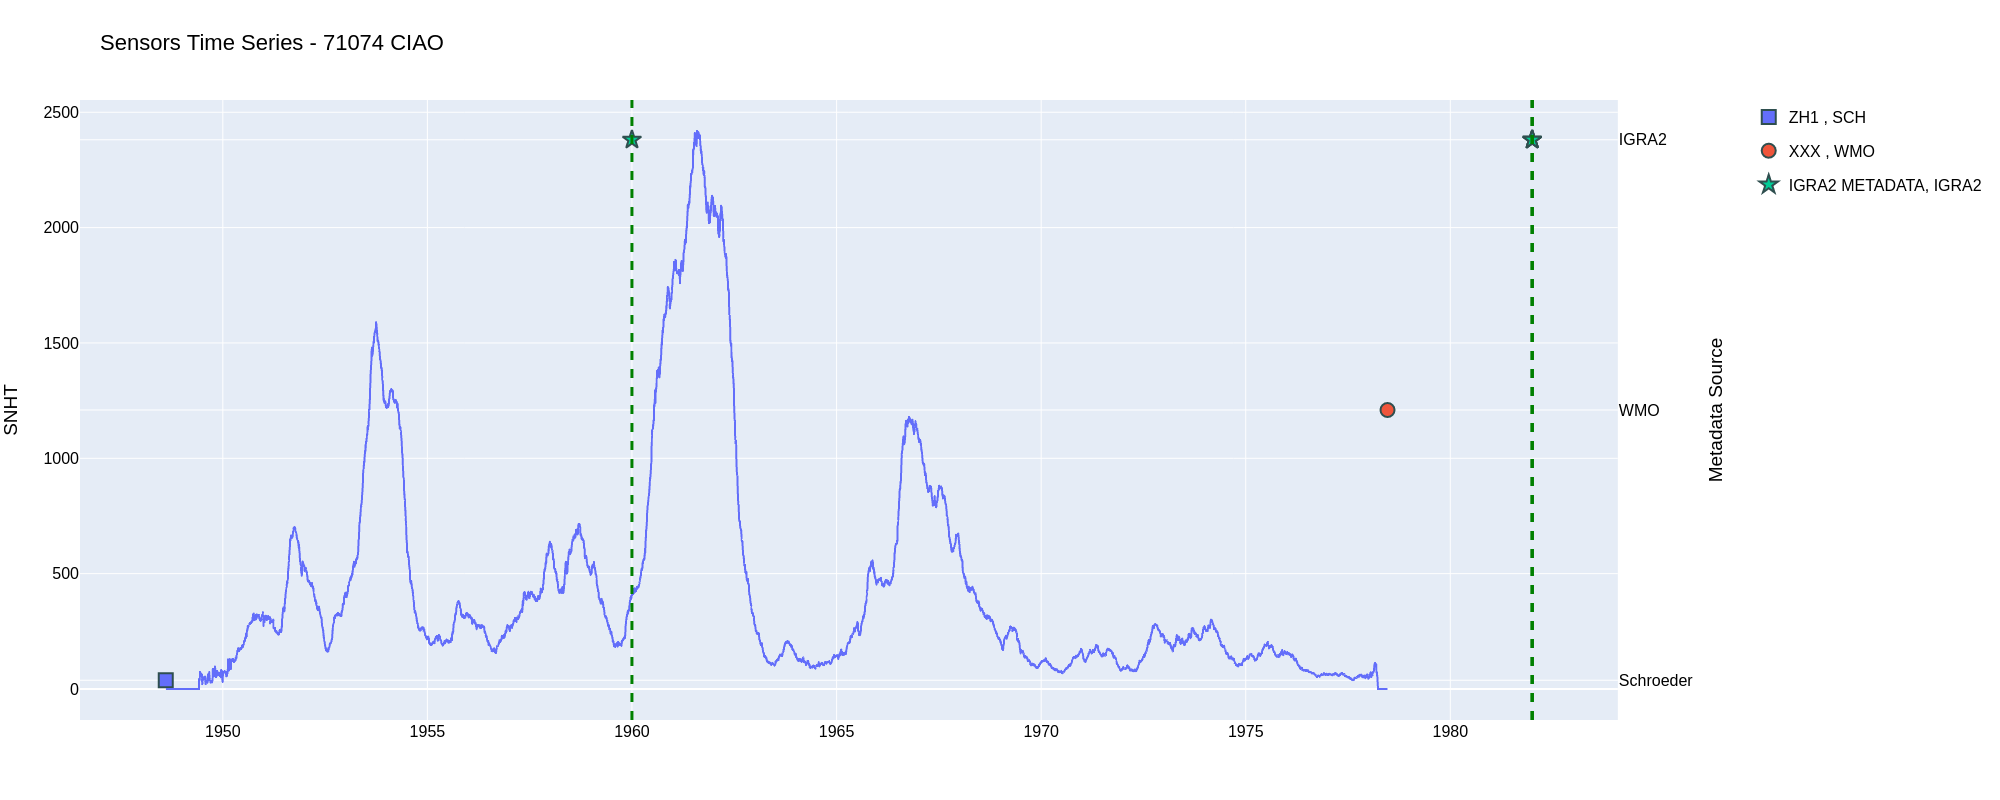 Sensors Time Series - 71074 CIAO
2500
2000
1500
1000
500
0
SNHT
1950
1955
1960
1965
1970
1975
1980
IGRA2
WMO
Schroeder
Metadata Source
ZH1 , SCH
XXX , WMO
IGRA2 METADATA, IGRA2